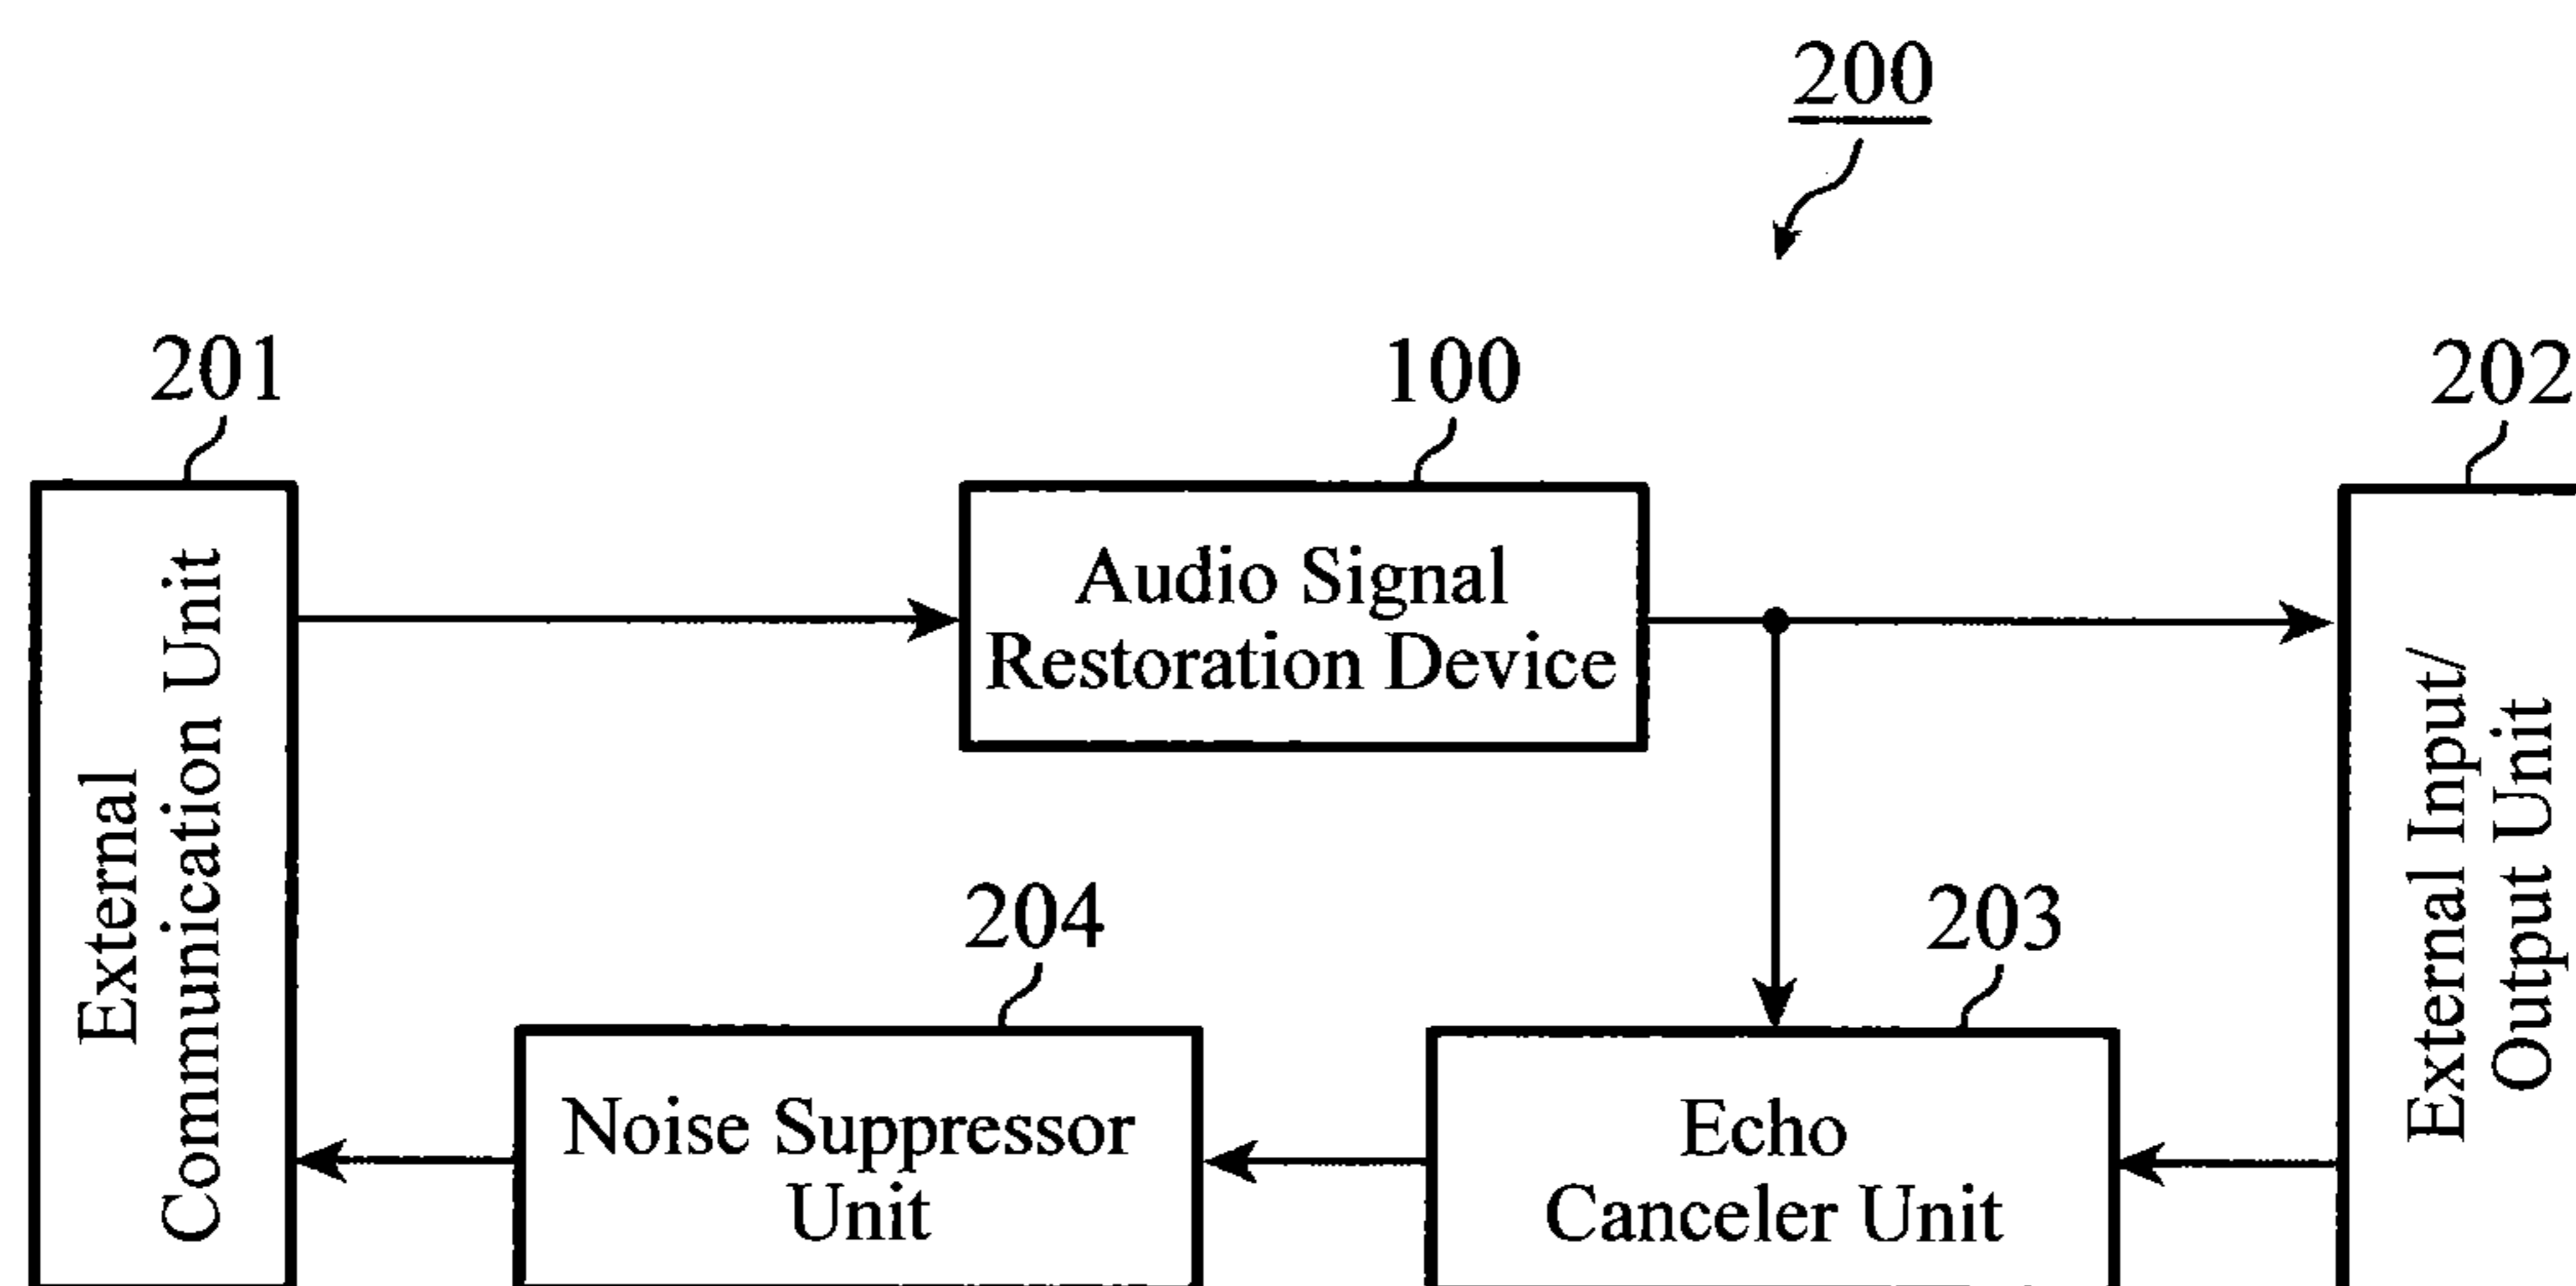 200
201
100
202
External
Communication Unit
Audio Signal
Restoration Device
External Input/
Output Unit
204
203
Noise Suppressor
Unit
Echo
Canceler Unit